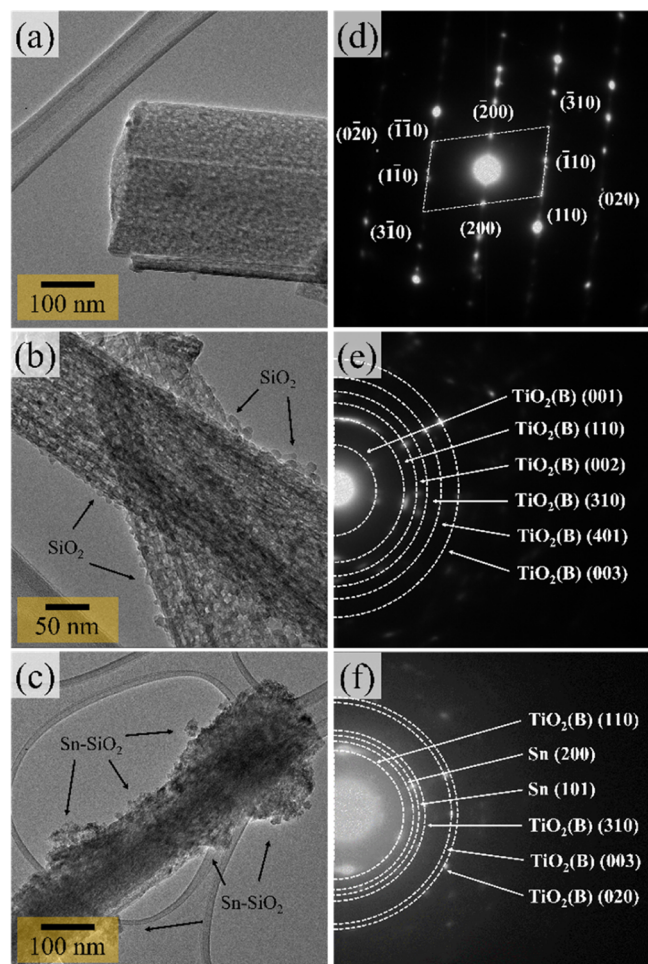 (a)
100 nm
(b)
SiO₂
SiO₂
50 nm
(c)
Sn-SiO₂
Sn-SiO₂
100 nm
(d)
(2̅00)
(3̅10)
(02̅0)
(1̅1̅0)
(11̅0)
(1̅10)
(020)
(31̅0)
(200)
(110)
(e)
TiO₂(B) (001)
TiO₂(B) (110)
TiO₂(B) (002)
TiO₂(B) (310)
TiO₂(B) (401)
TiO₂(B) (003)
(f)
TiO₂(B) (110)
Sn (200)
Sn (101)
TiO₂(B) (310)
TiO₂(B) (003)
TiO₂(B) (020)